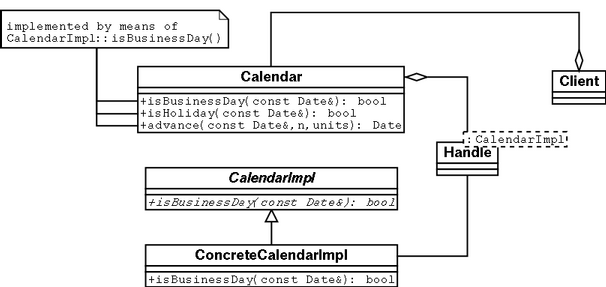 implemented by means of
CalendarImpl::isBusinessDay()
Calendar
+isBusinessDay(const Date&): bool
+isHoliday(const Date&): bool
+advance(const Date&,n,units): Date
Client
:CalendarImpl
Handle
CalendarImpl
+isBusinessDay(const Date&): bool
ConcreteCalendarImpl
+isBusinessDay(const Date&): bool